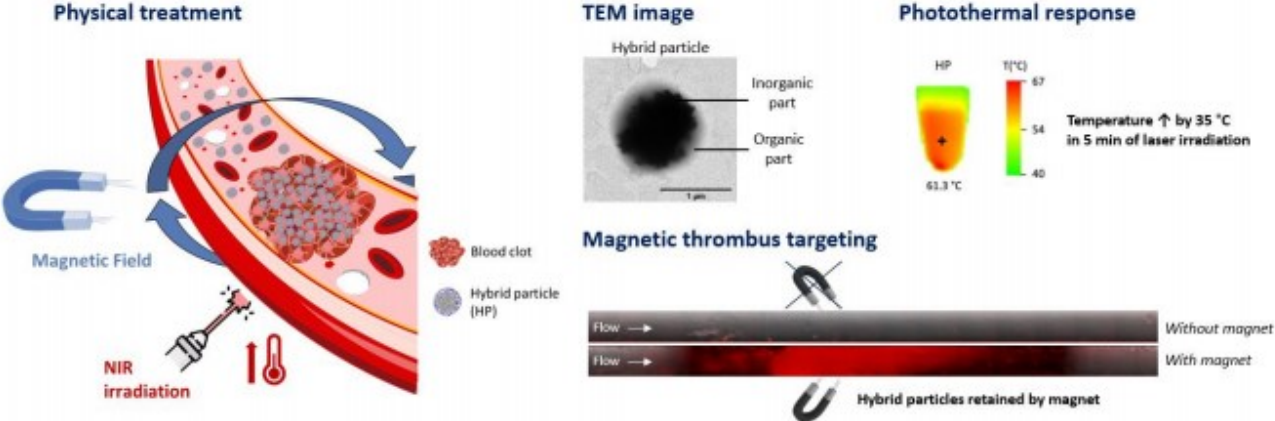 Physical treatment
Magnetic Field
NIR
irradiation
Blood clot
Hybrid particle
(HP)
TEM image
Hybrid particle
Inorganic
part
Organic
part
1 µm
Photothermal response
HP
T(°C)
67
54
40
61.3 °C
Temperature ↑ by 35 °C
in 5 min of laser irradiation
Magnetic thrombus targeting
Flow →
Without magnet
Flow →
With magnet
Hybrid particles retained by magnet